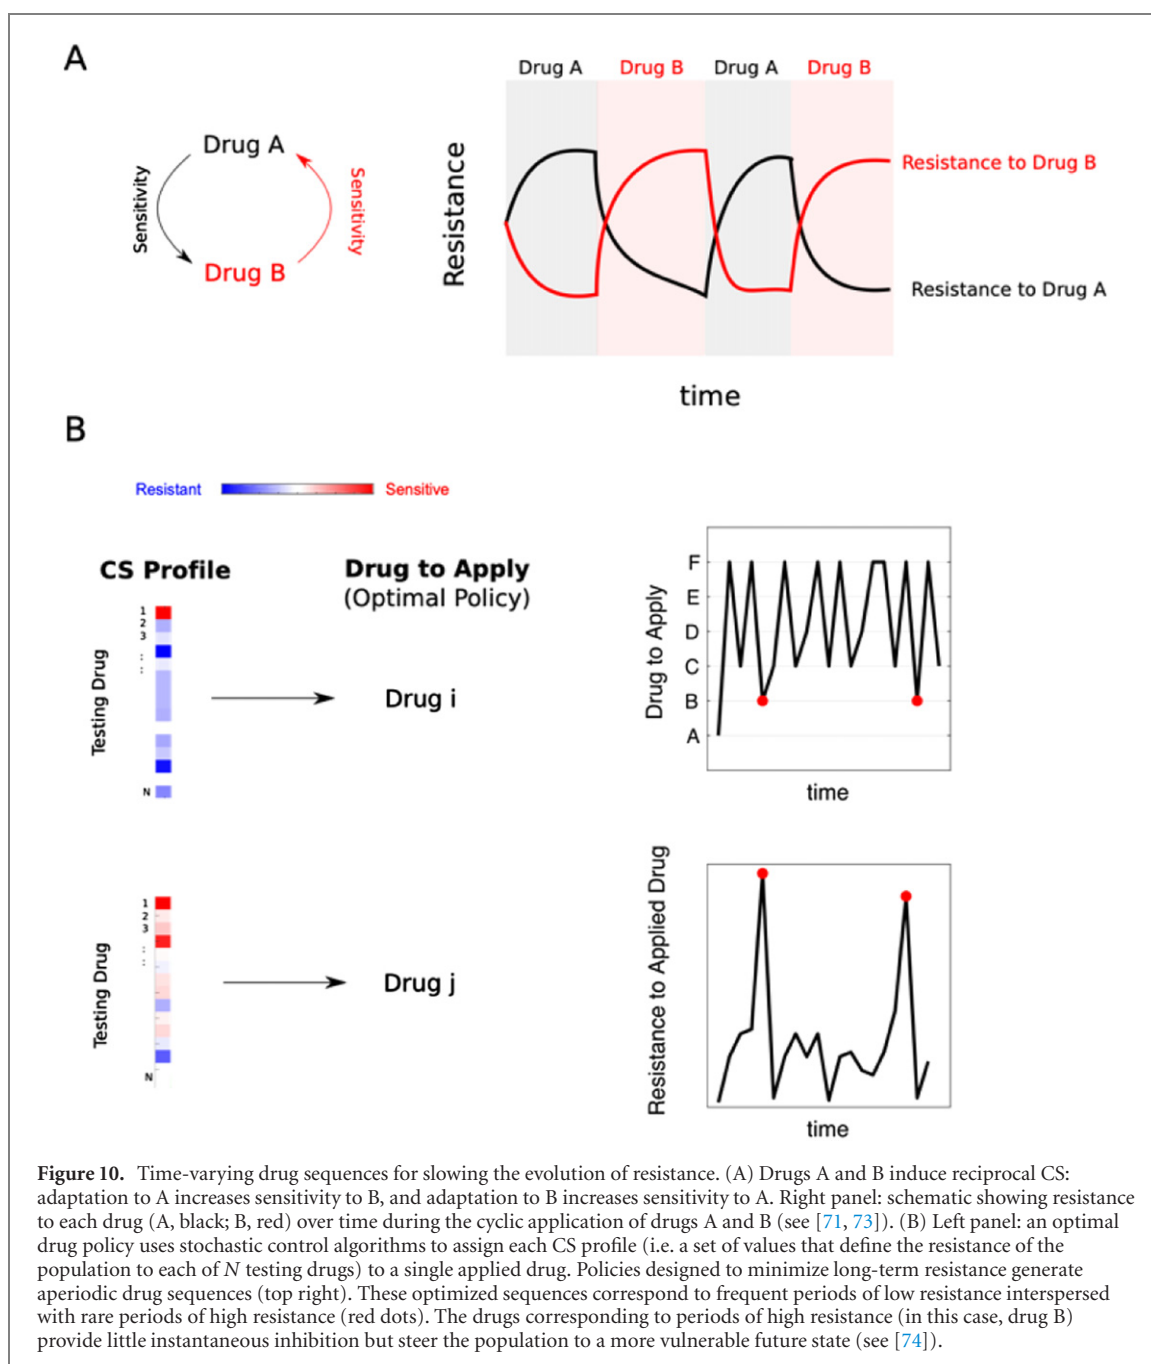 A
Drug A
Drug B
Drug A
Drug B
Drug A
Sensitivity
Sensitivity
Drug B
Resistance
Resistance to Drug B
Resistance to Drug A
time
B
Resistant
Sensitive
CS Profile
Drug to Apply
(Optimal Policy)
Testing Drug
1
2
3
:
:
N
Drug i
Drug to Apply
F
E
D
C
B
A
time
Testing Drug
1
2
3
:
:
N
Drug j
Resistance to Applied Drug
time
Figure 10. Time-varying drug sequences for slowing the evolution of resistance. (A) Drugs A and B induce reciprocal CS:
adaptation to A increases sensitivity to B, and adaptation to B increases sensitivity to A. Right panel: schematic showing resistance
to each drug (A, black; B, red) over time during the cyclic application of drugs A and B (see [71, 73]). (B) Left panel: an optimal
drug policy uses stochastic control algorithms to assign each CS profile (i.e. a set of values that define the resistance of the
population to each of N testing drugs) to a single applied drug. Policies designed to minimize long-term resistance generate
aperiodic drug sequences (top right). These optimized sequences correspond to frequent periods of low resistance interspersed
with rare periods of high resistance (red dots). The drugs corresponding to periods of high resistance (in this case, drug B)
provide little instantaneous inhibition but steer the population to a more vulnerable future state (see [74]).